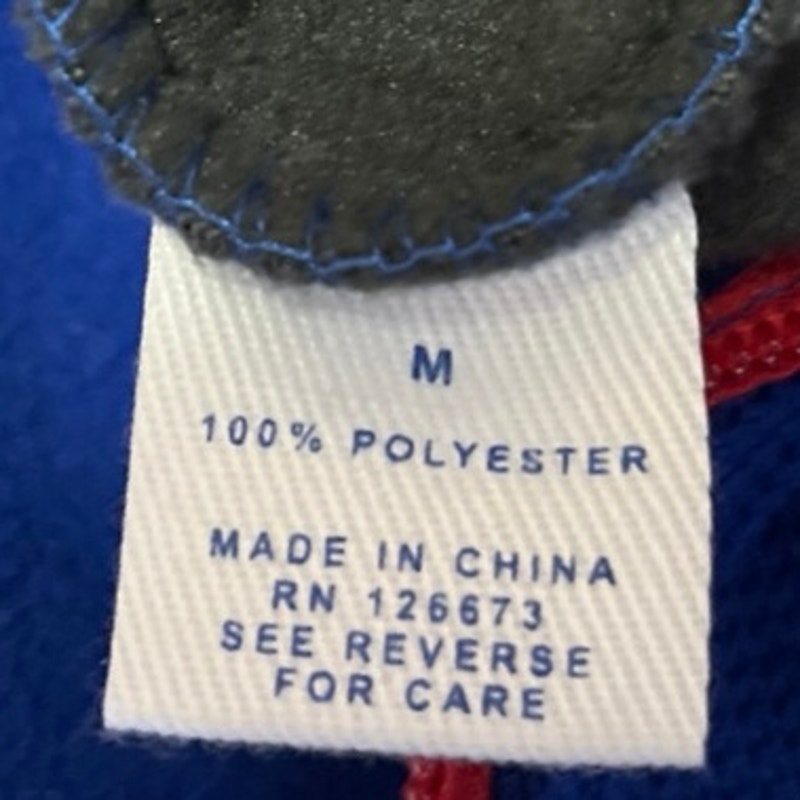 M
100% POLYESTER
MADE IN CHINA
RN 126673
SEE REVERSE
FOR CARE